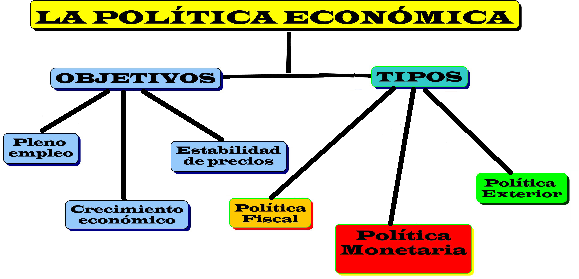 LA POLÍTICA ECONÓMICA
OBJETIVOS
TIPOS
Pleno
empleo
Estabilidad
de precios
Crecimiento
económico
Política
Fiscal
Política
Monetaria
Política
Exterior